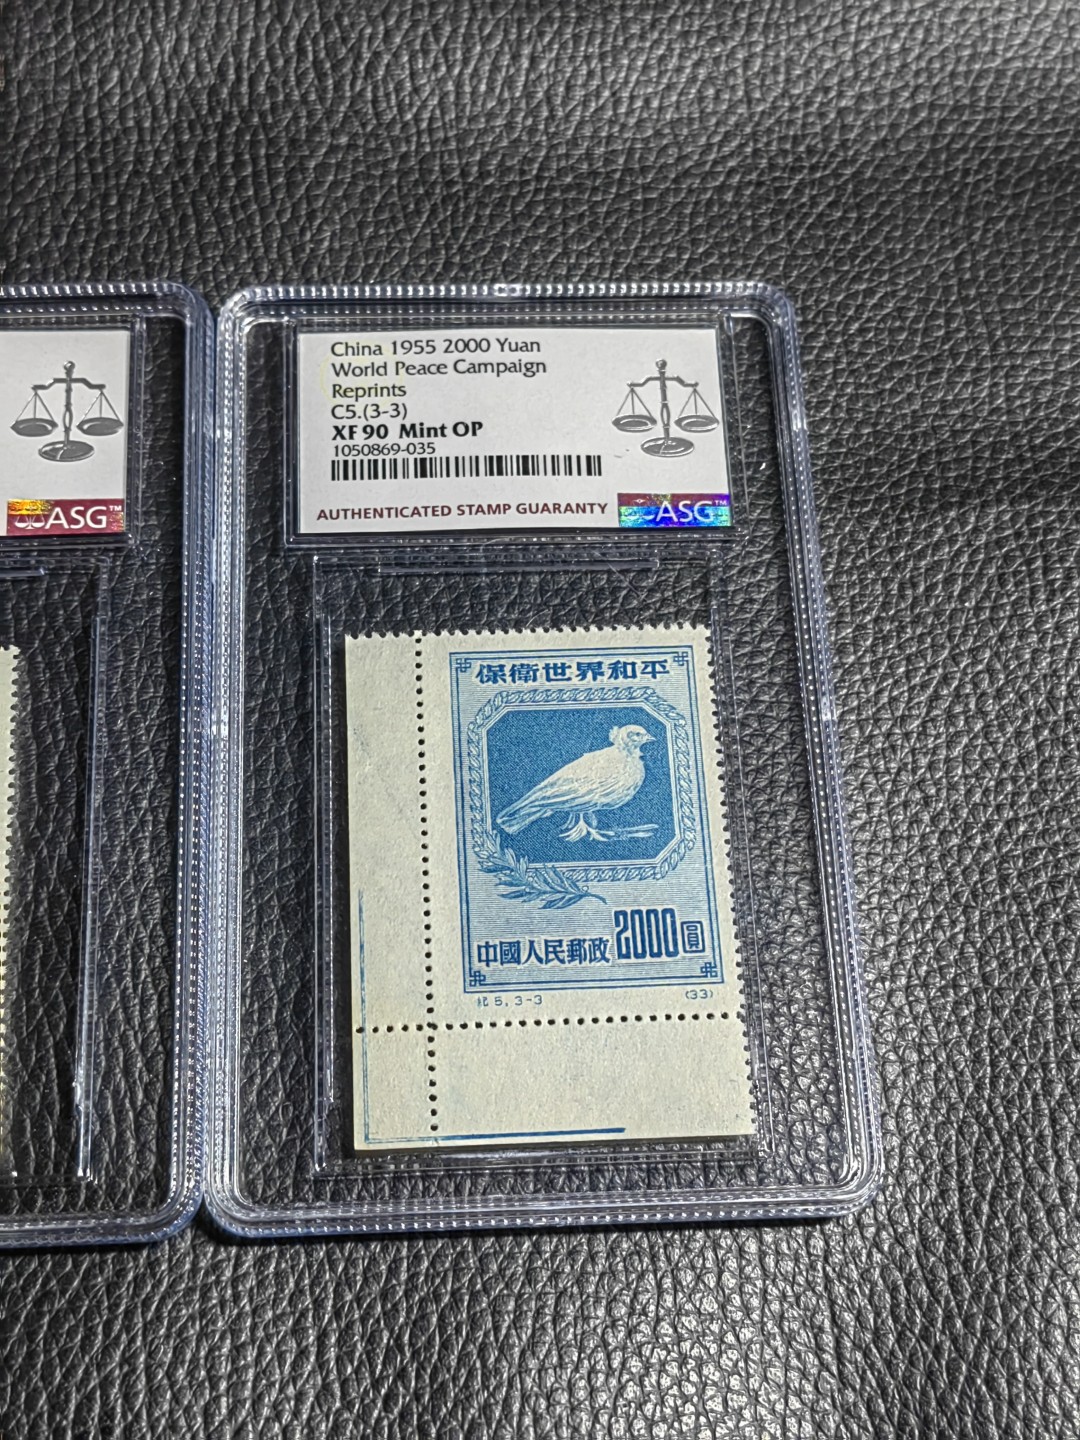 China 1955 2000 Yuan
World Peace Campaign
Reprints
C5.(3-3)
XF 90 Mint OP
1050869-035
AUTHENTICATED STAMP GUARANTY
ASG™
ASG™
保衛世界和平
中國人民郵政 2000圓
紀 5. 3-3 (33)